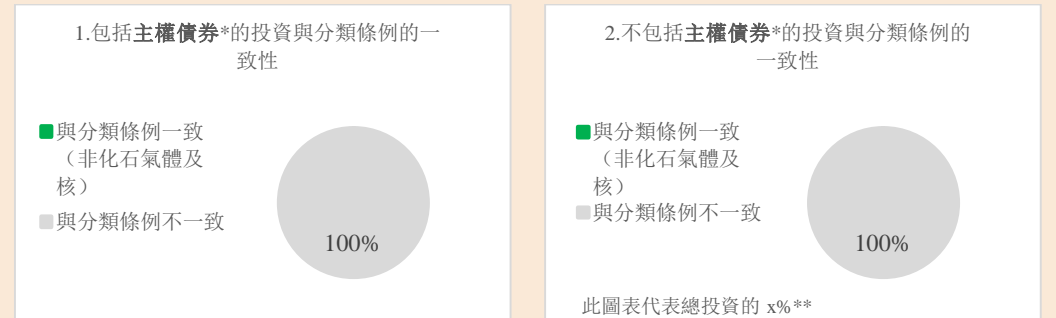 1.包括主權債券*的投資與分類條例的一
致性
與分類條例一致
（非化石氣體及
核）
與分類條例不一致
100%
2.不包括主權債券*的投資與分類條例的
一致性
與分類條例一致
（非化石氣體及
核）
與分類條例不一致
100%
此圖表代表總投資的 x%**